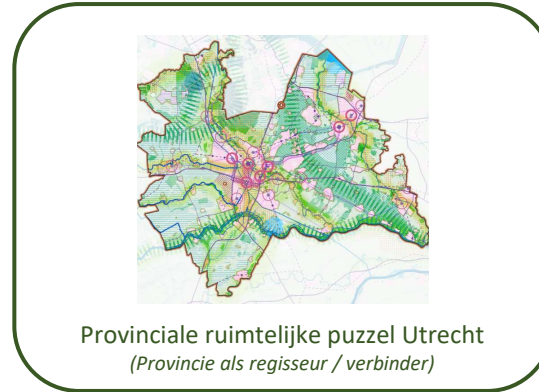 Provinciale ruimtelijke puzzel Utrecht
(Provincie als regisseur / verbinder)